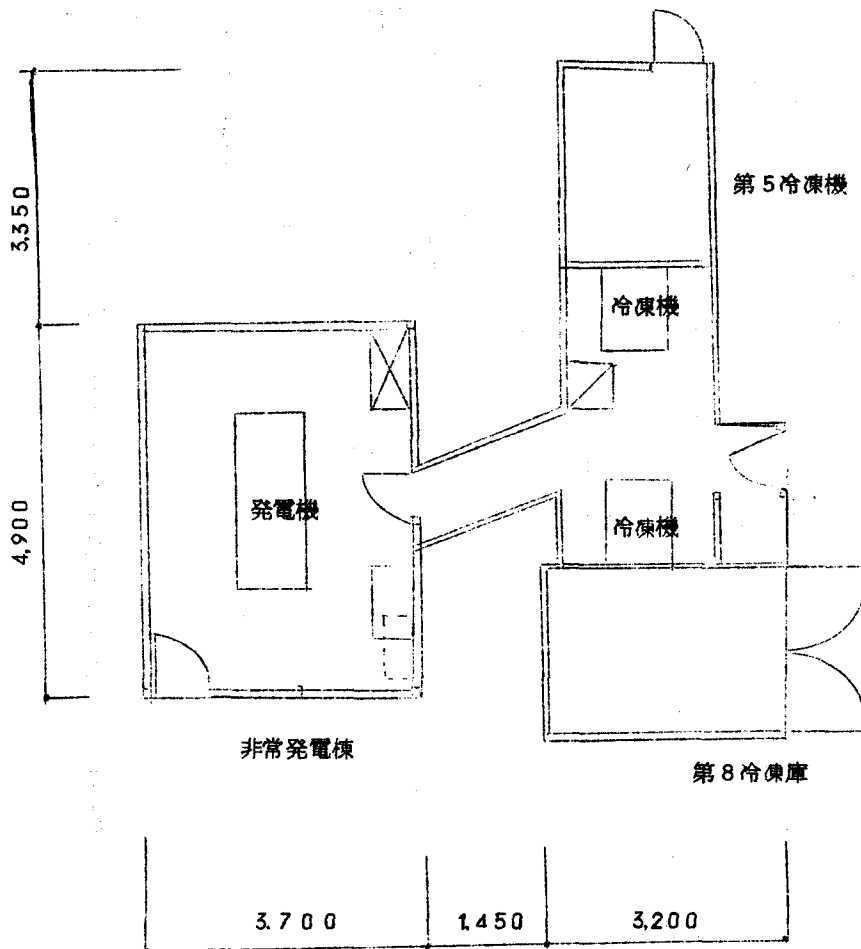 3,350
第5冷凍機
冷凍機
4,900
発電機
冷凍機
非常発電棟
第8冷凍庫
3.700
1,450
3,200